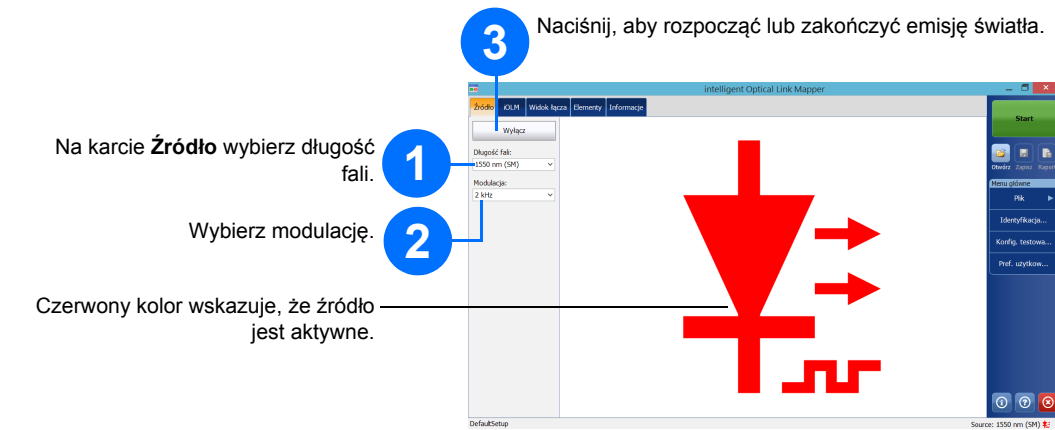 3
Naciśnij, aby rozpocząć lub zakończyć emisję światła.
Na karcie Źródło wybierz długość
fali.
1
Wybierz modulację.
2
Czerwony kolor wskazuje, że źródło
jest aktywne.
intelligent Optical Link Mapper
Źródło iOLM Widok łącza Elementy Informacje
Wyłącz
Długość fali:
1550 nm (SM)
Modulacja:
2 kHz
Start
Otwórz Zapisz Raport
Menu główne
Plik
Identyfikacja...
Konfig. testowa...
Pref. użytkow...
DefaultSetup
Source: 1550 nm (SM)